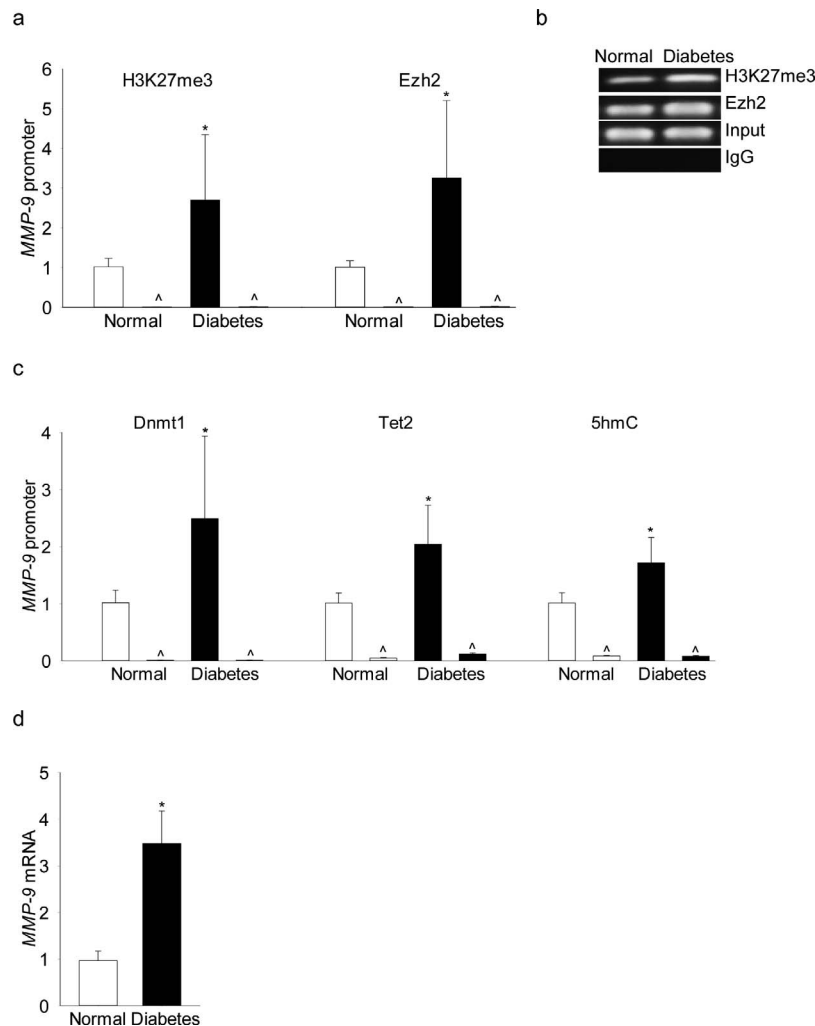 a
H3K27me3 Ezh2
MMP-9 promoter
6
5
4
3
2
1
0
* *
^ ^ ^ ^
Normal Diabetes Normal Diabetes
b
Normal Diabetes
H3K27me3
Ezh2
Input
IgG
c
Dnmt1 Tet2 5hmC
MMP-9 promoter
4
3
2
1
0
* * *
^ ^ ^ ^ ^ ^
Normal Diabetes Normal Diabetes Normal Diabetes
d
MMP-9 mRNA
5
4
3
2
1
0
*
Normal Diabetes